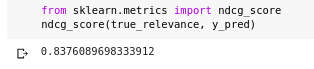 from sklearn.metrics import ndcg_score
ndcg_score(true_relevance, y_pred)
0.8376089698333912